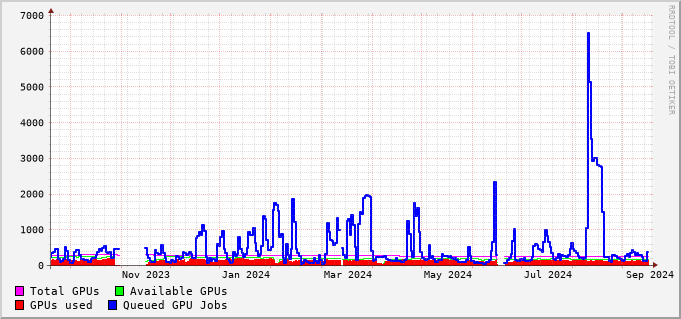 7000
6000
5000
4000
3000
2000
1000
0
Nov 2023 Jan 2024 Mar 2024 May 2024 Jul 2024 Sep 2024
Total GPUs Available GPUs
GPUs used Queued GPU Jobs
RRDTOOL / TOBI OETIKER